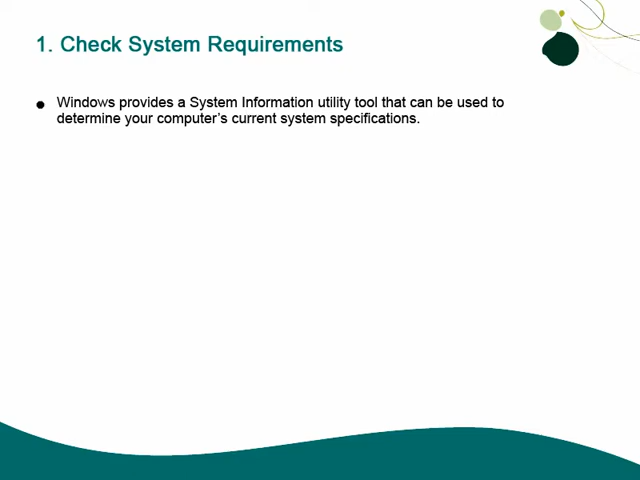 1. Check System Requirements
● Windows provides a System Information utility tool that can be used to
determine your computer's current system specifications.